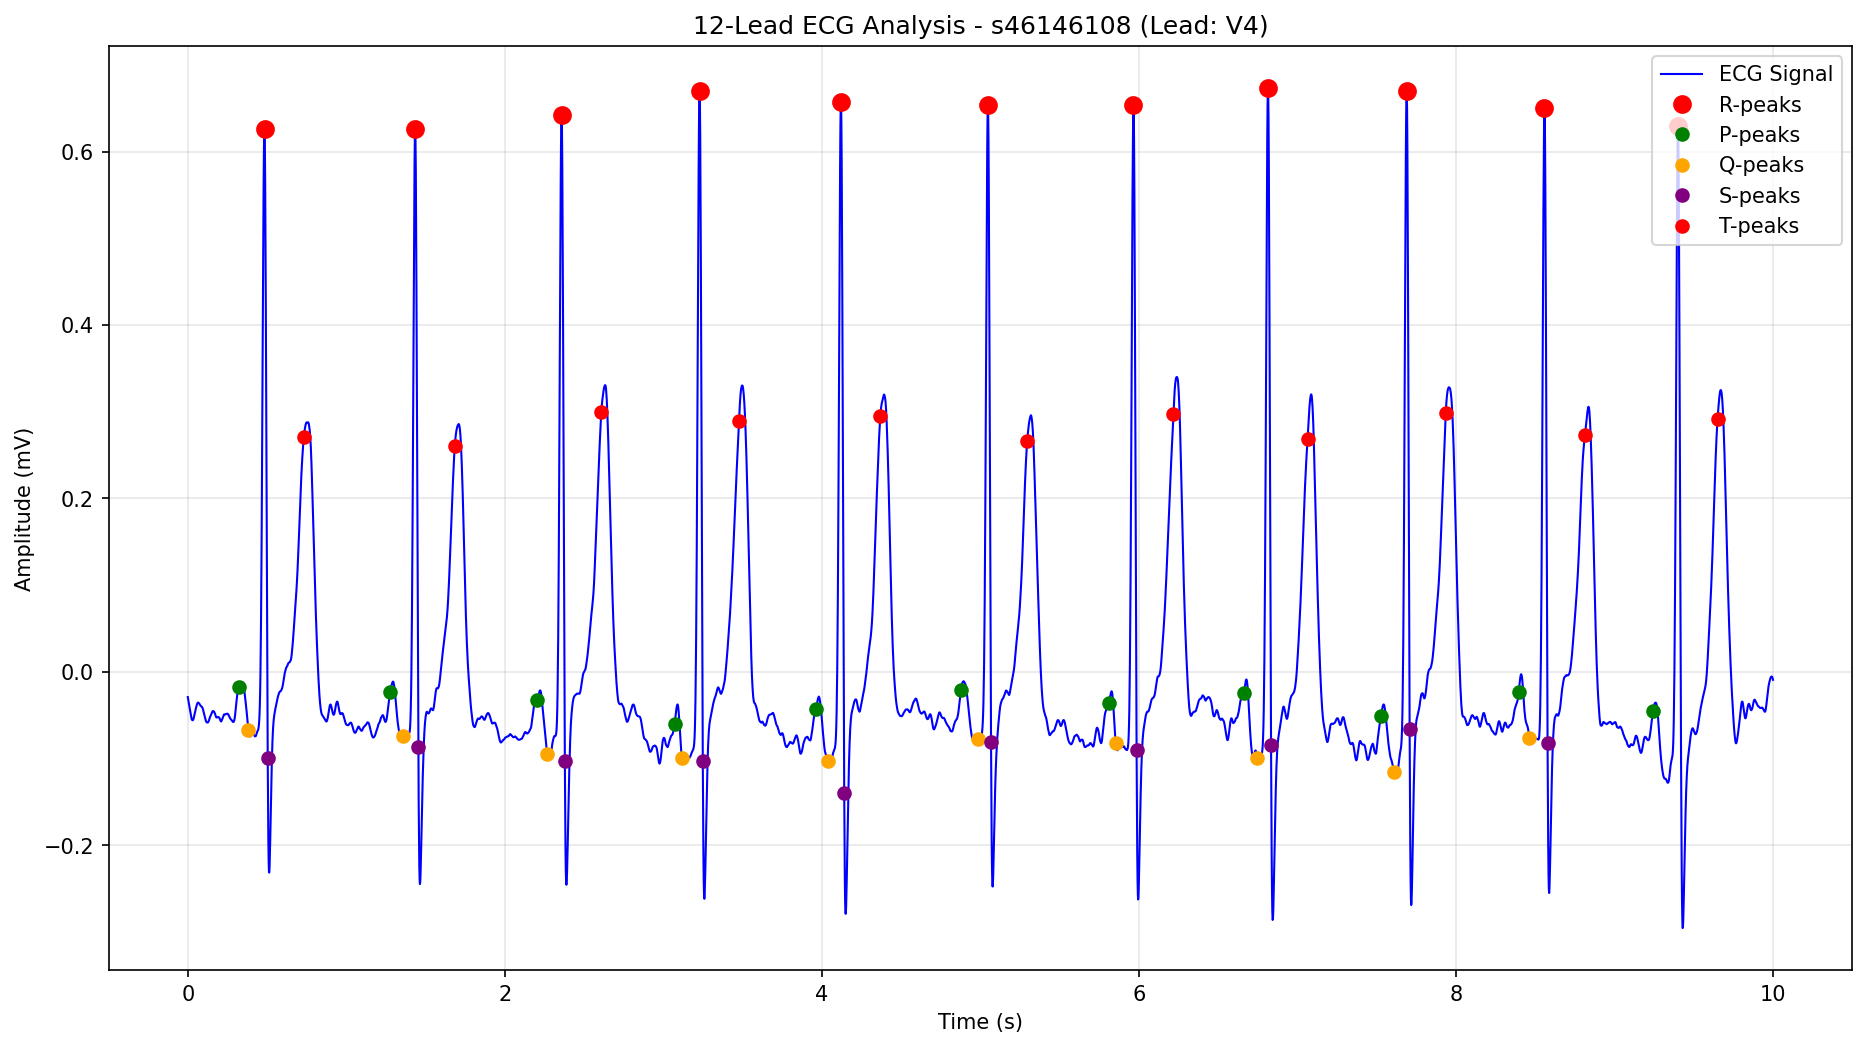 12-Lead ECG Analysis - s46146108 (Lead: V4)
ECG Signal
R-peaks
P-peaks
Q-peaks
S-peaks
T-peaks
Amplitude (mV)
0.6
0.4
0.2
0.0
−0.2
0 2 4 6 8 10
Time (s)